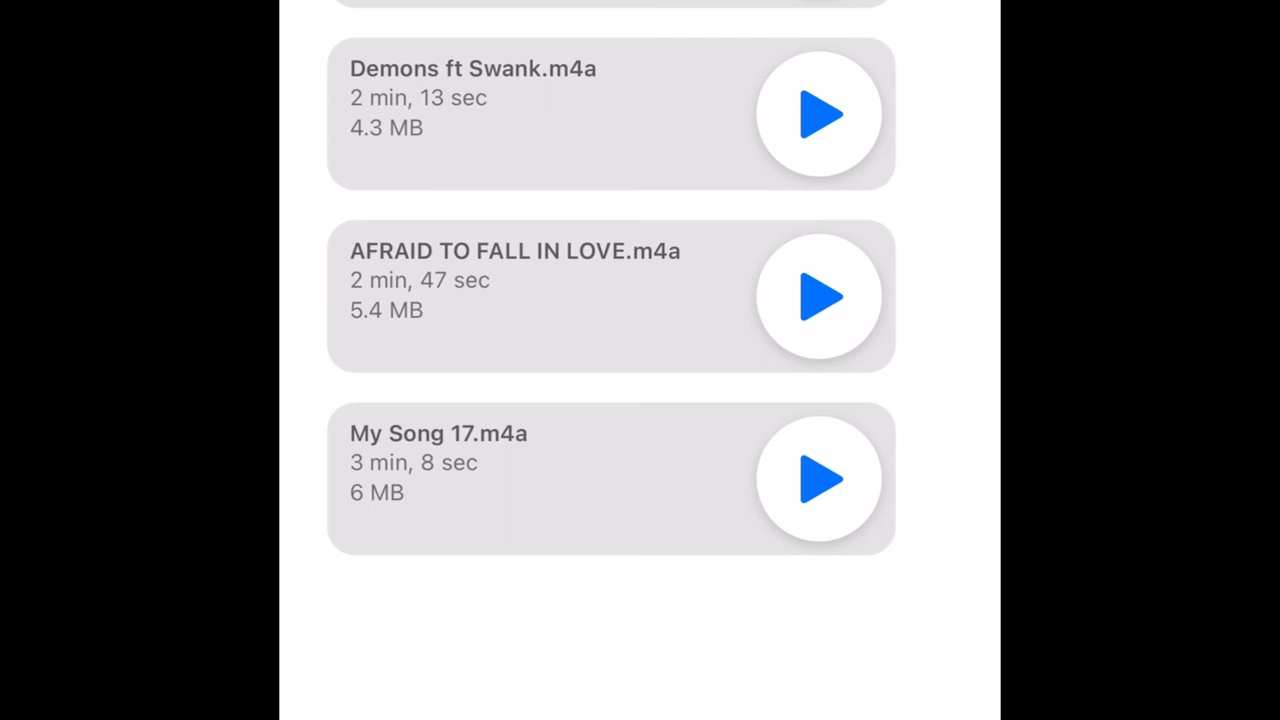 Demons ft Swank.m4a
2 min, 13 sec
4.3 MB
AFRAID TO FALL IN LOVE.m4a
2 min, 47 sec
5.4 MB
My Song 17.m4a
3 min, 8 sec
6 MB